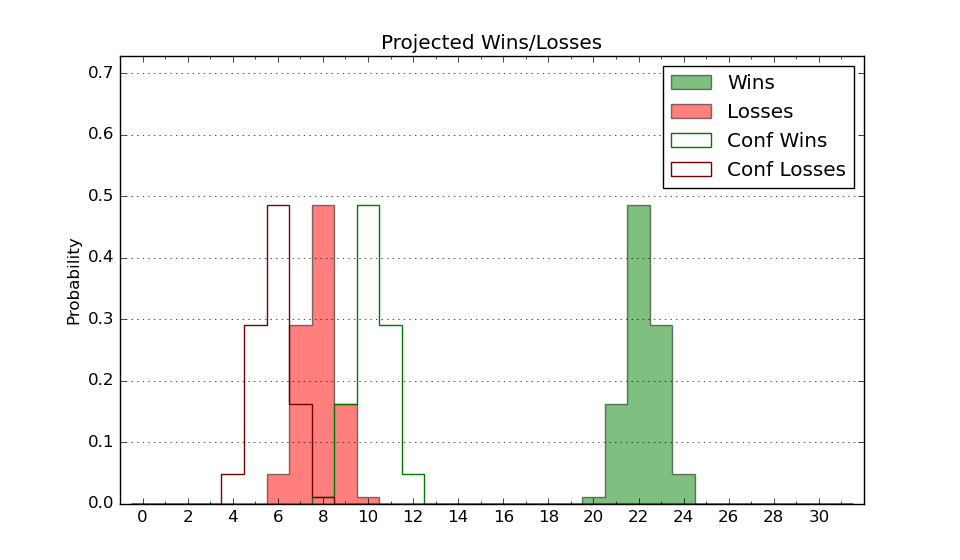 Projected Wins/Losses
Wins
Losses
Conf Wins
Conf Losses
Probability
0.7
0.6
0.5
0.4
0.3
0.2
0.1
0.0
0 2 4 6 8 10 12 14 16 18 20 22 24 26 28 30